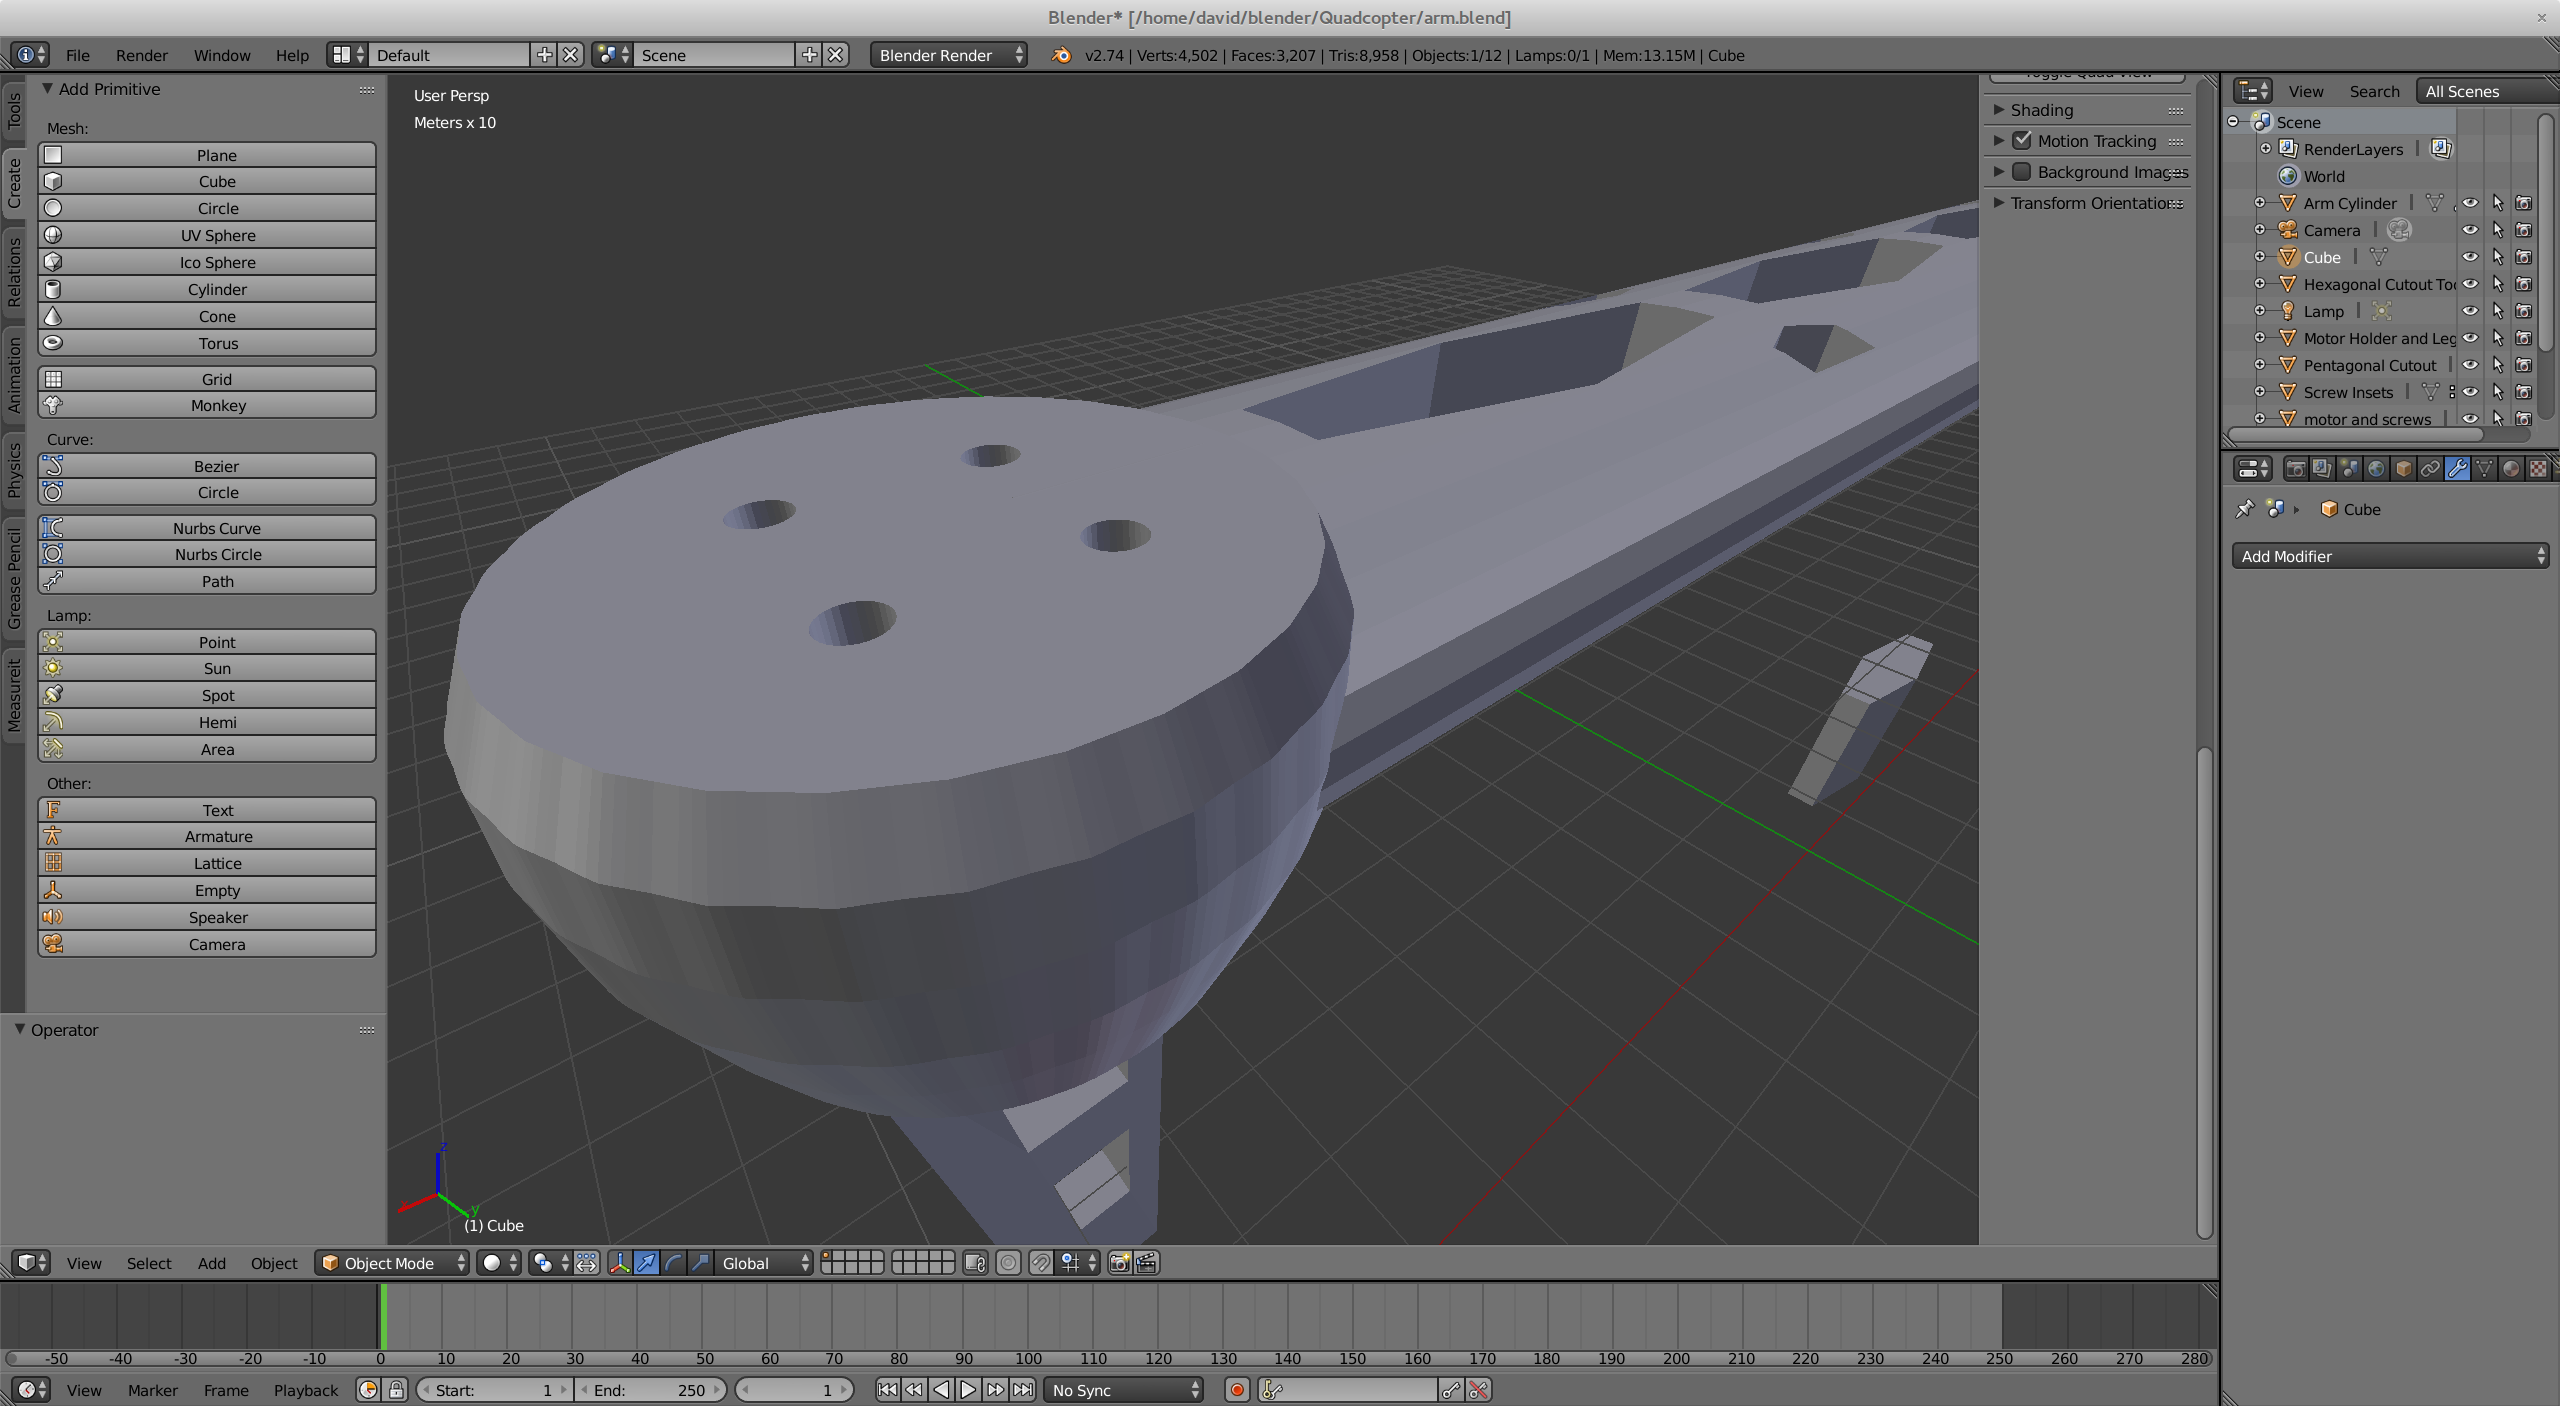 Blender* [/home/david/blender/Quadcopter/arm.blend]
File Render Window Help Default Scene Blender Render v2.74 | Verts:4,502 | Faces:3,207 | Tris:8,958 | Objects:1/12 | Lamps:0/1 | Mem:13.15M | Cube
Tools
Create
Relations
Animation
Physics
Grease Pencil
Measureit
Add Primitive
Mesh:
Plane
Cube
Circle
UV Sphere
Ico Sphere
Cylinder
Cone
Torus
Grid
Monkey
Curve:
Bezier
Circle
Nurbs Curve
Nurbs Circle
Path
Lamp:
Point
Sun
Spot
Hemi
Area
Other:
Text
Armature
Lattice
Empty
Speaker
Camera
Operator
User Persp
Meters x 10
z
x
y
(1) Cube
Toggle Quad View
Shading
Motion Tracking
Background Images
Transform Orientations
View Search All Scenes
Scene
RenderLayers
World
Arm Cylinder
Camera
Cube
Hexagonal Cutout Too
Lamp
Motor Holder and Leg
Pentagonal Cutout
Screw Insets
motor and screws
Cube
Add Modifier
View Select Add Object Object Mode Global
-50 -40 -30 -20 -10 0 10 20 30 40 50 60 70 80 90 100 110 120 130 140 150 160 170 180 190 200 210 220 230 240 250 260 270 280
View Marker Frame Playback Start: 1 End: 250 1 No Sync